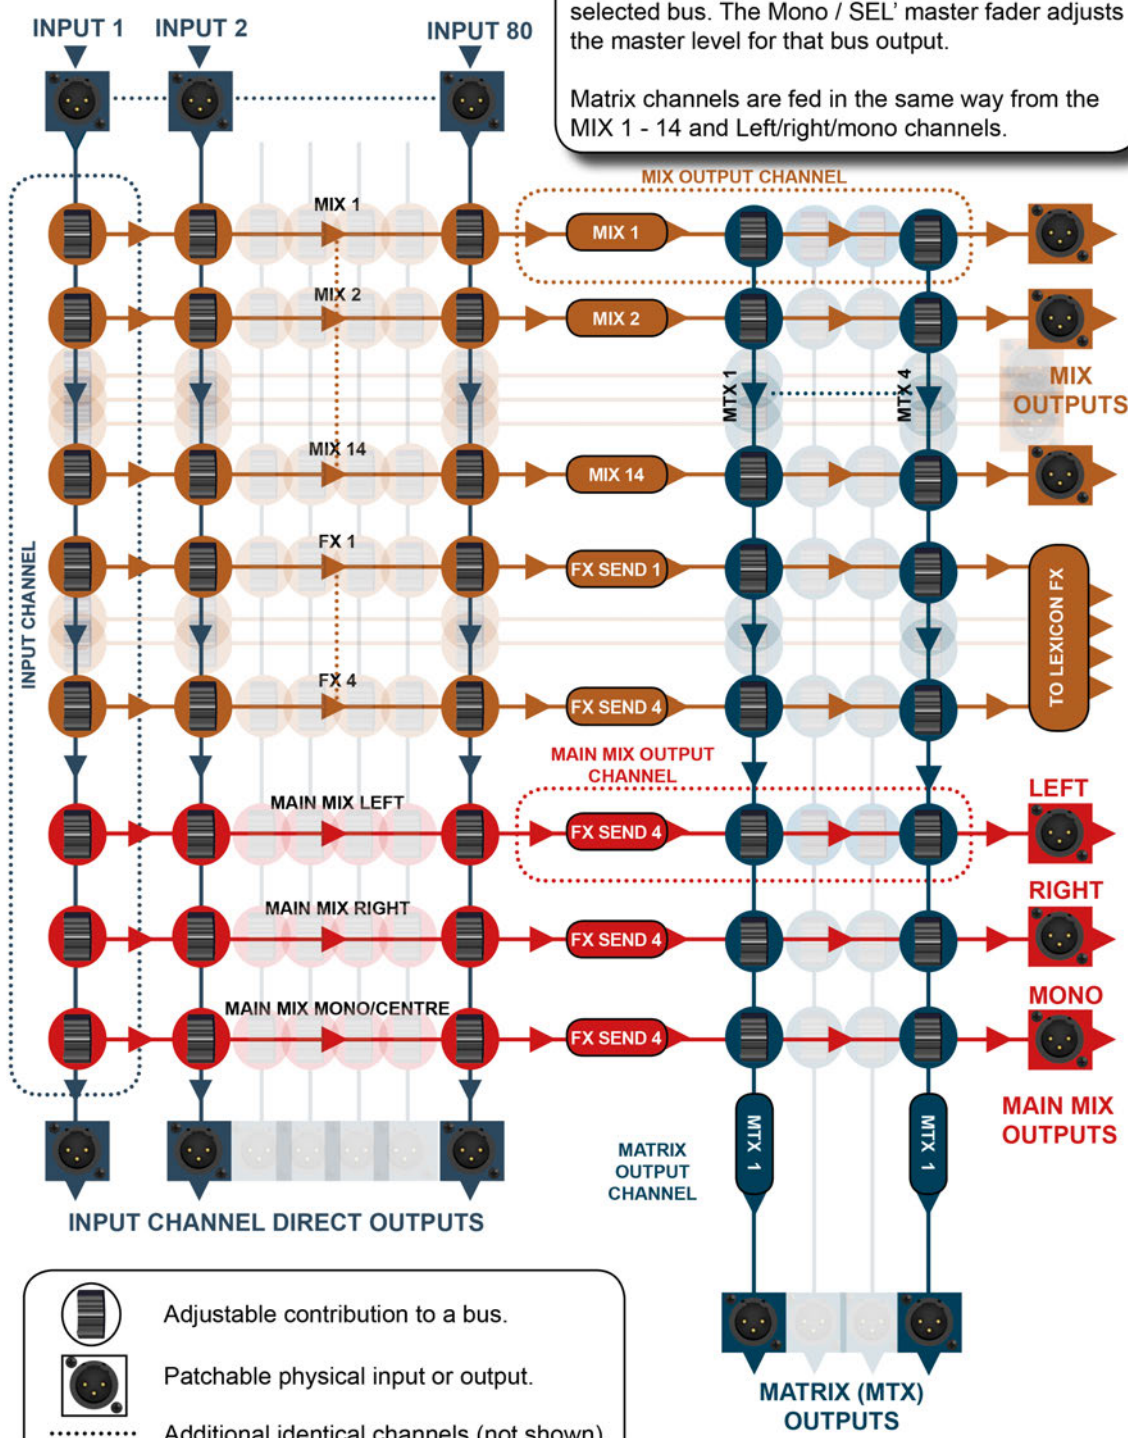 INPUT 1
INPUT 2
INPUT 80
selected bus. The Mono / SEL' master fader adjusts
the master level for that bus output.
Matrix channels are fed in the same way from the
MIX 1 - 14 and Left/right/mono channels.
MIX OUTPUT CHANNEL
MIX 1
MIX 1
MIX 2
MIX 2
MTX 1
MTX 4
MIX
OUTPUTS
MIX 14
MIX 14
INPUT CHANNEL
FX 1
FX SEND 1
TO LEXICON FX
FX 4
FX SEND 4
MAIN MIX OUTPUT
CHANNEL
LEFT
MAIN MIX LEFT
FX SEND 4
RIGHT
MAIN MIX RIGHT
FX SEND 4
MONO
MAIN MIX MONO/CENTRE
FX SEND 4
MAIN MIX
OUTPUTS
MTX 1
MTX 1
MATRIX
OUTPUT
CHANNEL
INPUT CHANNEL DIRECT OUTPUTS
Adjustable contribution to a bus.
Patchable physical input or output.
Additional identical channels (not shown)
MATRIX (MTX)
OUTPUTS